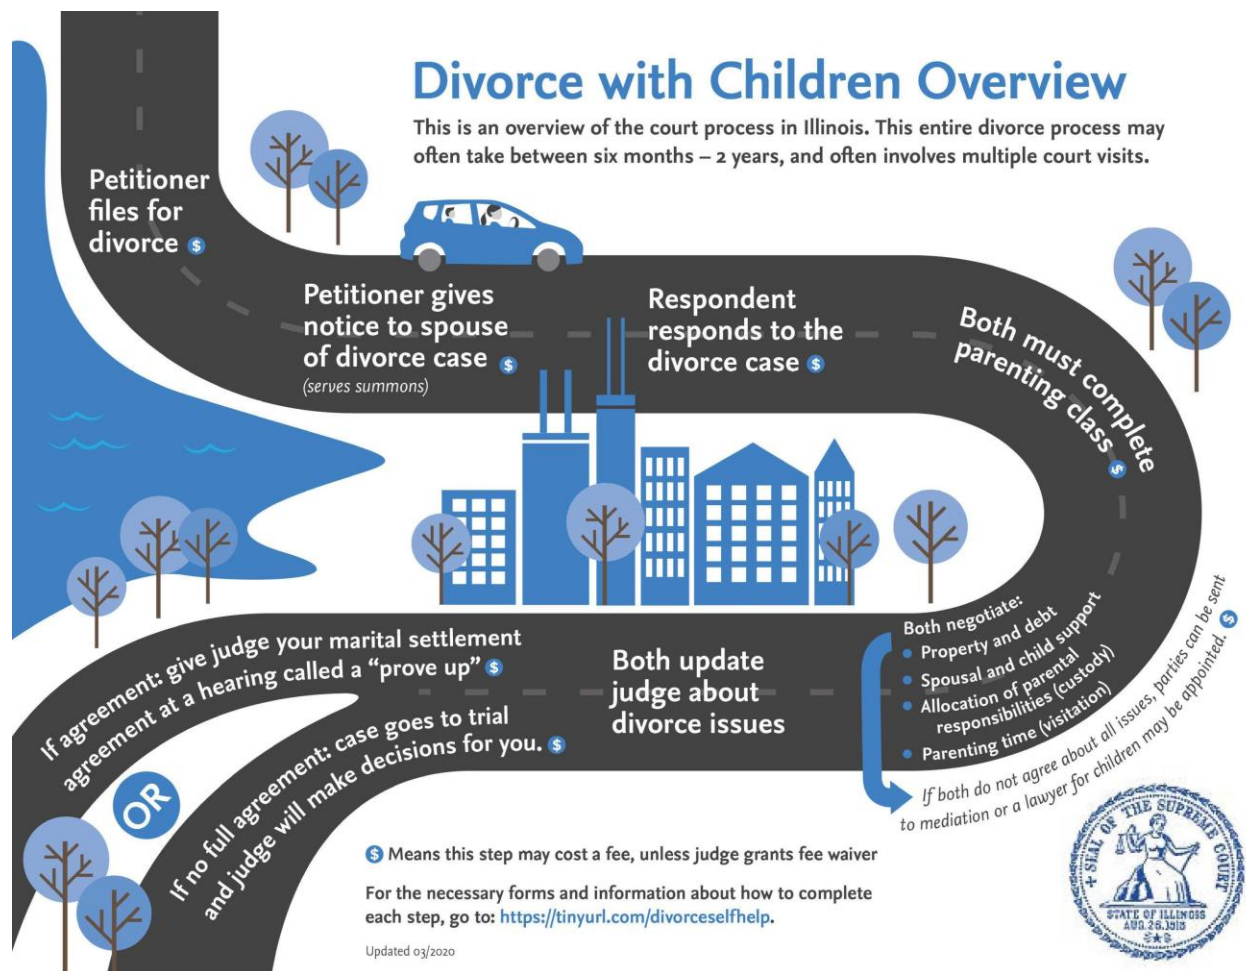 Divorce with Children Overview
This is an overview of the court process in Illinois. This entire divorce process may
often take between six months – 2 years, and often involves multiple court visits.
Petitioner
files for
divorce $
Petitioner gives
notice to spouse
of divorce case $
(serves summons)
Respondent
responds to the
divorce case $
Both must complete
parenting class $
Both negotiate:
• Property and debt
• Spousal and child support
• Allocation of parental
responsibilities (custody)
• Parenting time (visitation)
If both do not agree about all issues, parties can be sent
to mediation or a lawyer for children may be appointed. $
Both update
judge about
divorce issues
If agreement: give judge your marital settlement
agreement at a hearing called a “prove up” $
OR
If no full agreement: case goes to trial
and judge will make decisions for you. $
$ Means this step may cost a fee, unless judge grants fee waiver
For the necessary forms and information about how to complete
each step, go to: https://tinyurl.com/divorceselfhelp.
Updated 03/2020
SEAL OF THE SUPREME COURT
STATE OF ILLINOIS
AUG. 26, 1818